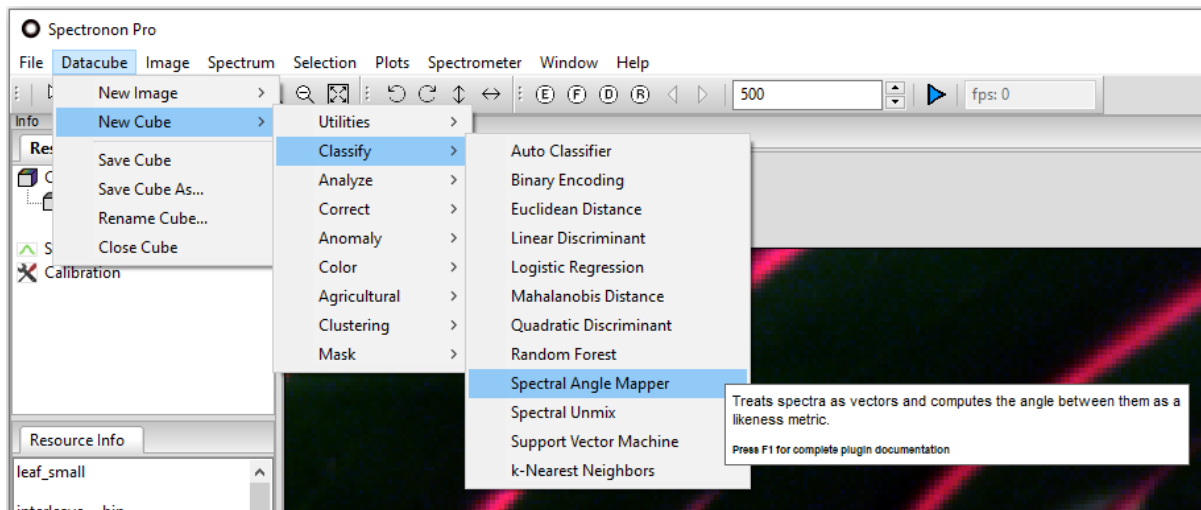 Spectronon Pro
File Datacube Image Spectrum Selection Plots Spectrometer Window Help
New Image
E F D R 500 fps: 0
Info
New Cube
Utilities
Save Cube
Classify
Auto Classifier
Save Cube As...
Analyze
Binary Encoding
Rename Cube...
Correct
Euclidean Distance
Close Cube
Anomaly
Linear Discriminant
Calibration
Color
Logistic Regression
Agricultural
Mahalanobis Distance
Clustering
Quadratic Discriminant
Mask
Random Forest
Spectral Angle Mapper
Treats spectra as vectors and computes the angle between them as a
likeness metric.
Press F1 for complete plugin documentation
Spectral Unmix
Support Vector Machine
k-Nearest Neighbors
Resource Info
leaf_small